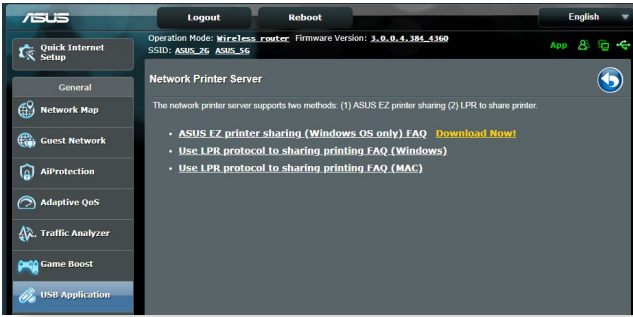 ASUS
Logout Reboot English
Operation Mode: Wireless router Firmware Version: 3.0.0.4.384_4360
SSID: ASUS_2G ASUS_5G
App
Quick Internet
Setup
General
Network Map
Guest Network
AiProtection
Adaptive QoS
Traffic Analyzer
Game Boost
USB Application
Network Printer Server
The network printer server supports two methods: (1) ASUS EZ printer sharing (2) LPR to share printer.
• ASUS EZ printer sharing (Windows OS only) FAQ Download Now!
• Use LPR protocol to sharing printing FAQ (Windows)
• Use LPR protocol to sharing printing FAQ (MAC)